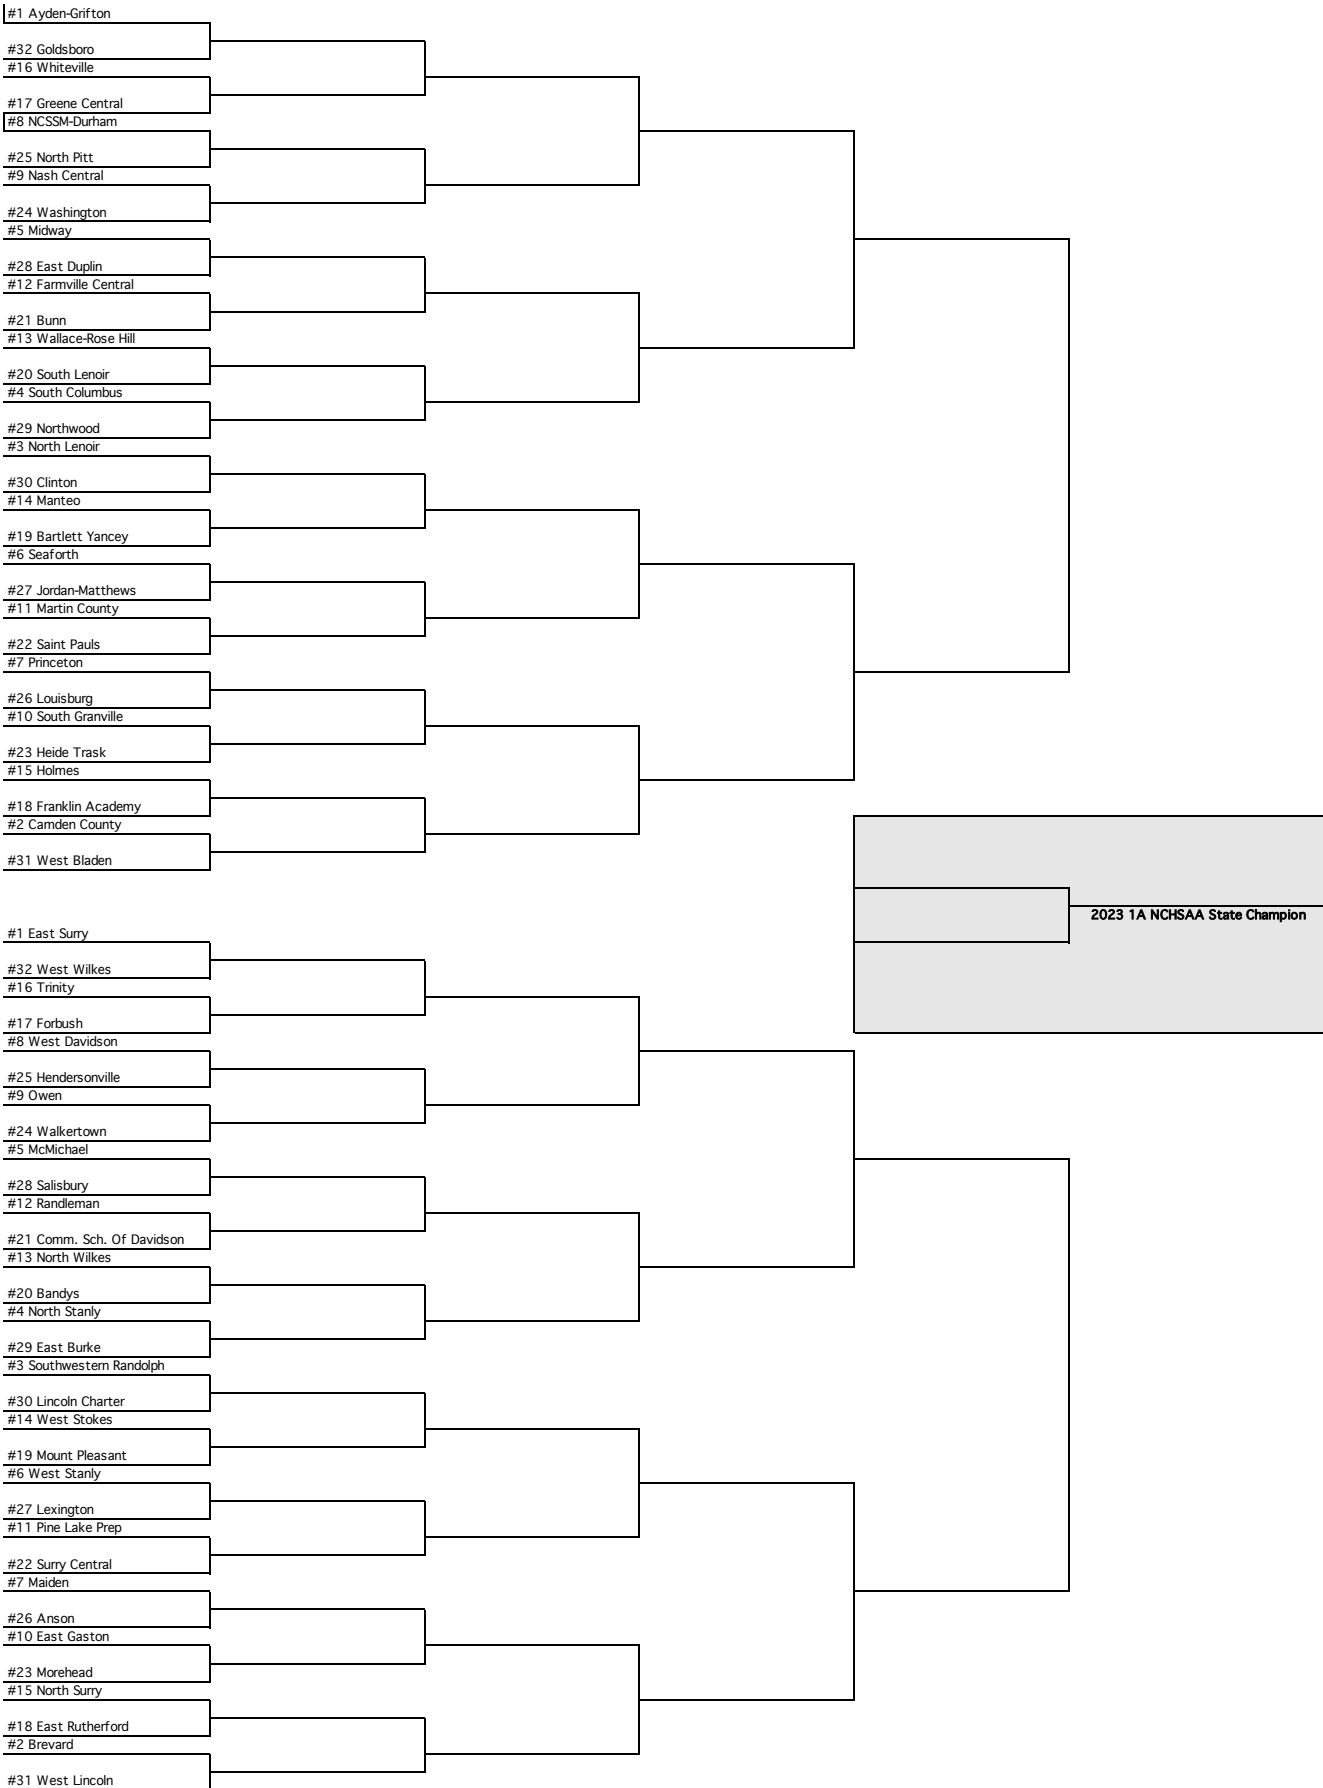 #1 Ayden-Grifton
#32 Goldsboro
#16 Whiteville
#17 Greene Central
#8 NCSSM-Durham
#25 North Pitt
#9 Nash Central
#24 Washington
#5 Midway
#28 East Duplin
#12 Farmville Central
#21 Bunn
#13 Wallace-Rose Hill
#20 South Lenoir
#4 South Columbus
#29 Northwood
#3 North Lenoir
#30 Clinton
#14 Manteo
#19 Bartlett Yancey
#6 Seaforth
#27 Jordan-Matthews
#11 Martin County
#22 Saint Pauls
#7 Princeton
#26 Louisburg
#10 South Granville
#23 Heide Trask
#15 Holmes
#18 Franklin Academy
#2 Camden County
#31 West Bladen
2023 1A NCHSAA State Champion
#1 East Surry
#32 West Wilkes
#16 Trinity
#17 Forbush
#8 West Davidson
#25 Hendersonville
#9 Owen
#24 Walkertown
#5 McMichael
#28 Salisbury
#12 Randleman
#21 Comm. Sch. Of Davidson
#13 North Wilkes
#20 Bandys
#4 North Stanly
#29 East Burke
#3 Southwestern Randolph
#30 Lincoln Charter
#14 West Stokes
#19 Mount Pleasant
#6 West Stanly
#27 Lexington
#11 Pine Lake Prep
#22 Surry Central
#7 Maiden
#26 Anson
#10 East Gaston
#23 Morehead
#15 North Surry
#18 East Rutherford
#2 Brevard
#31 West Lincoln